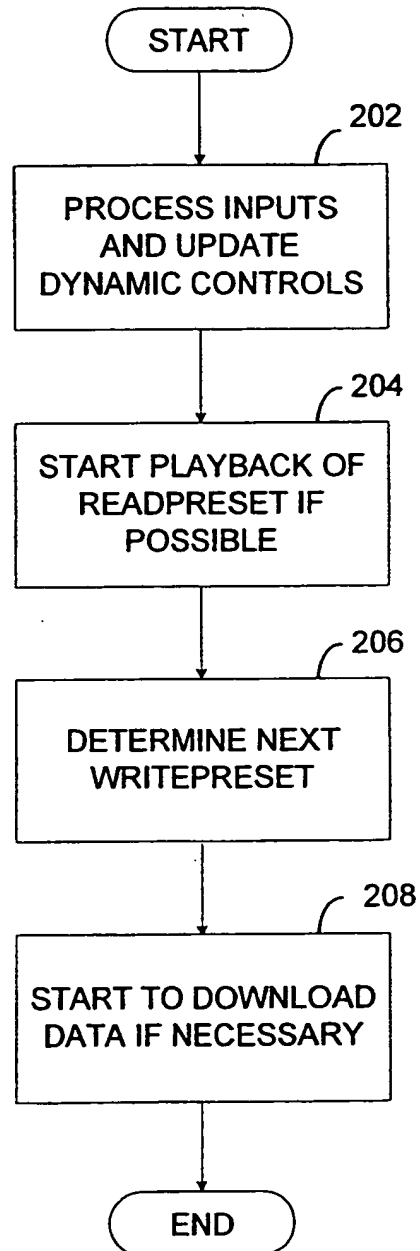 START
202
PROCESS INPUTS
AND UPDATE
DYNAMIC CONTROLS
204
START PLAYBACK OF
READPRESET IF
POSSIBLE
206
DETERMINE NEXT
WRITEPRESET
208
START TO DOWNLOAD
DATA IF NECESSARY
END